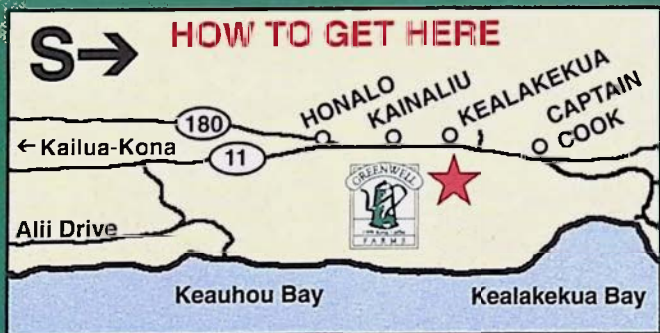 HOW TO GET HERE
S→
HONALO
KAINALIU
KEALAKEKUA
CAPTAIN
COOK
180
←Kailua-Kona
11
GREENWELL
FARMS
Alii Drive
Keauhou Bay
Kealakekua Bay